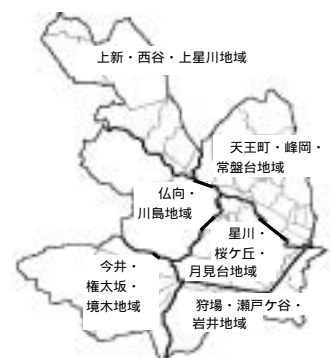 上新・西谷・上星川地域
天王町・峰岡・
常盤台地域
仏向・
川島地域
星川・
桜ケ丘・
月見台地域
今井・
権太坂・
境木地域
狩場・瀬戸ケ谷・
岩井地域